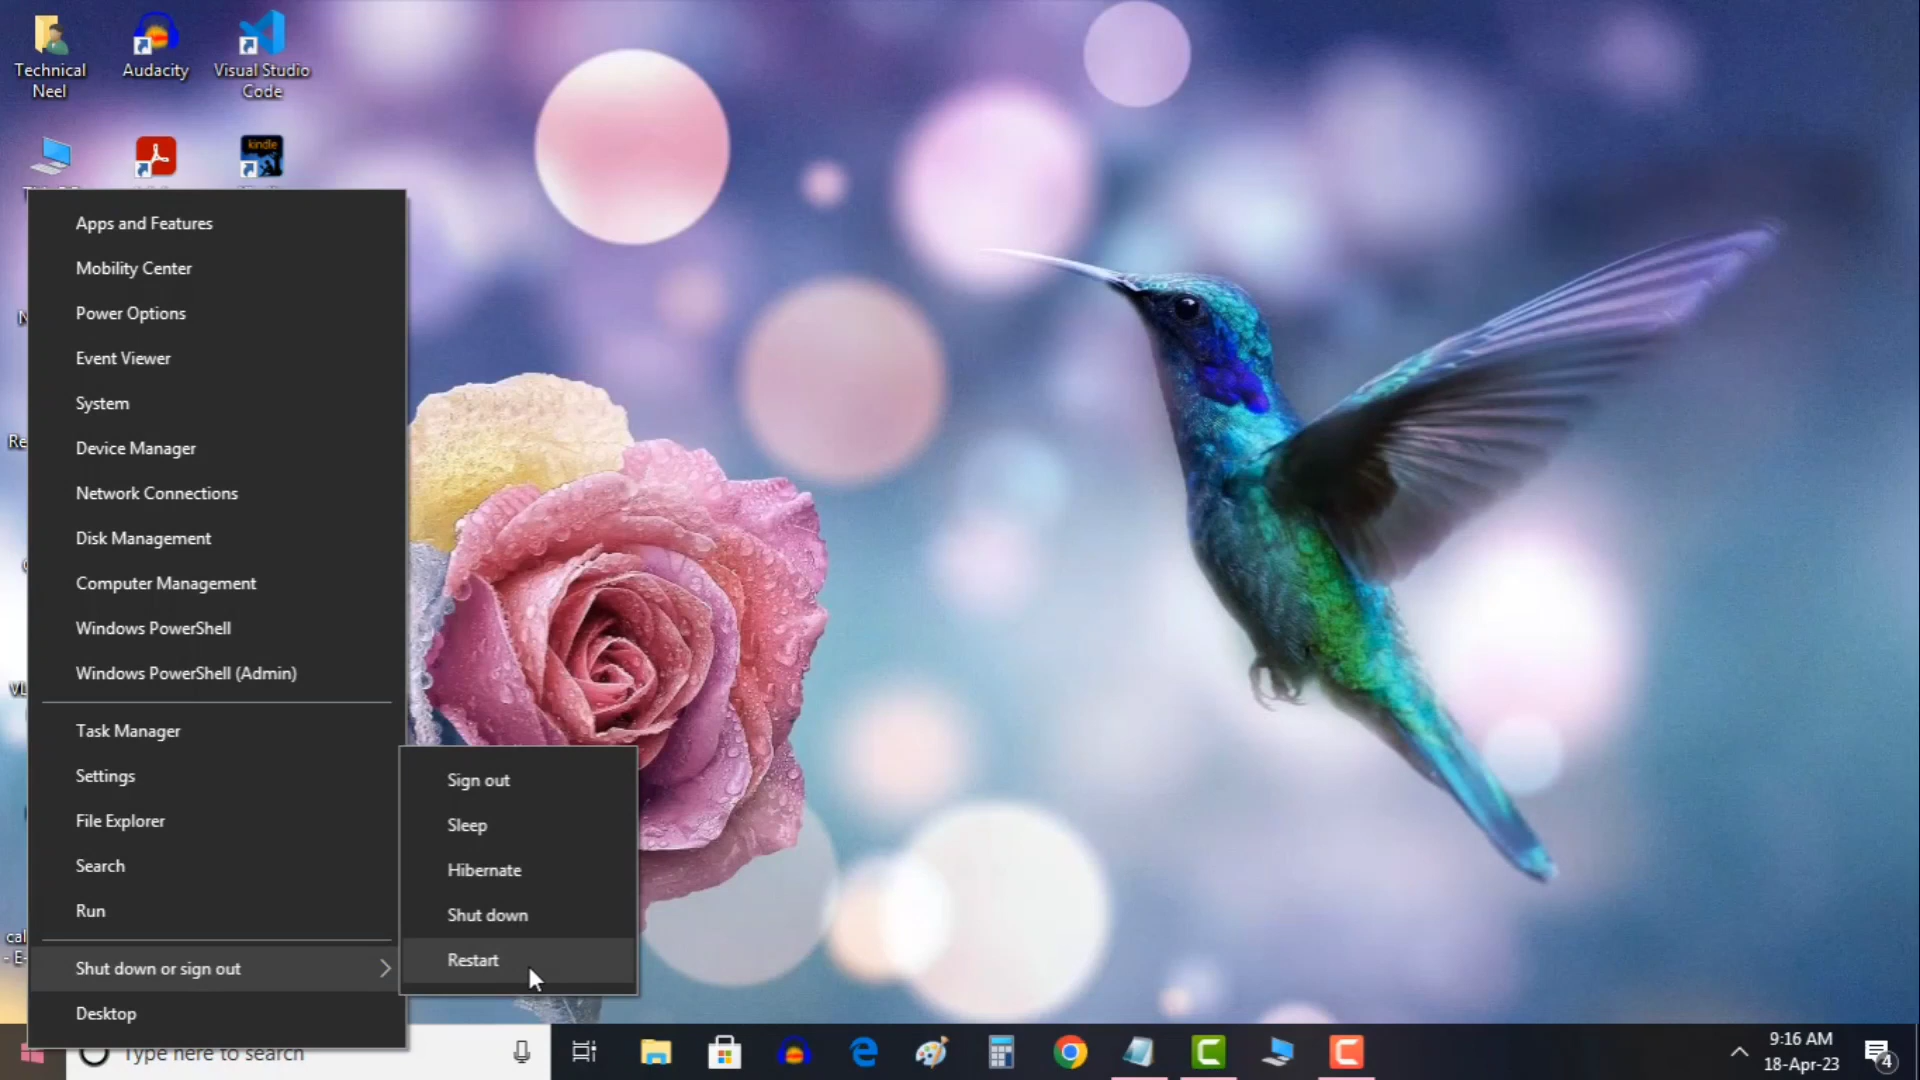 Technical
Neel
Audacity
Visual Studio
Code
kindle
Apps and Features
Mobility Center
Power Options
Event Viewer
System
Device Manager
Network Connections
Disk Management
Computer Management
Windows PowerShell
Windows PowerShell (Admin)
Task Manager
Settings
File Explorer
Search
Run
Shut down or sign out
Desktop
Sign out
Sleep
Hibernate
Shut down
Restart
Type here to search
9:16 AM
18-Apr-23
4